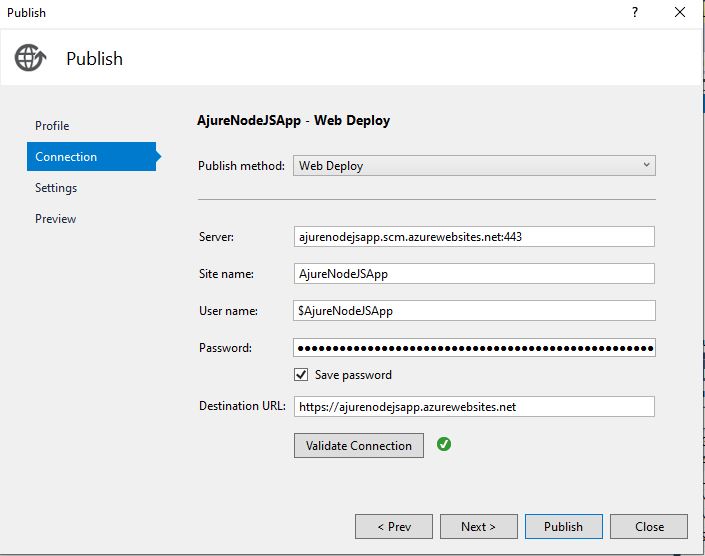 Publish ? ×
Publish
Profile
Connection
Settings
Preview
AjureNodeJSApp - Web Deploy
Publish method: Web Deploy
Server: ajurenodejsapp.scm.azurewebsites.net:443
Site name: AjureNodeJSApp
User name: $AjureNodeJSApp
Password: ••••••••••••••••••••••••••••••••••••••••••••••••••
Save password
Destination URL: https://ajurenodejsapp.azurewebsites.net
Validate Connection
< Prev Next > Publish Close